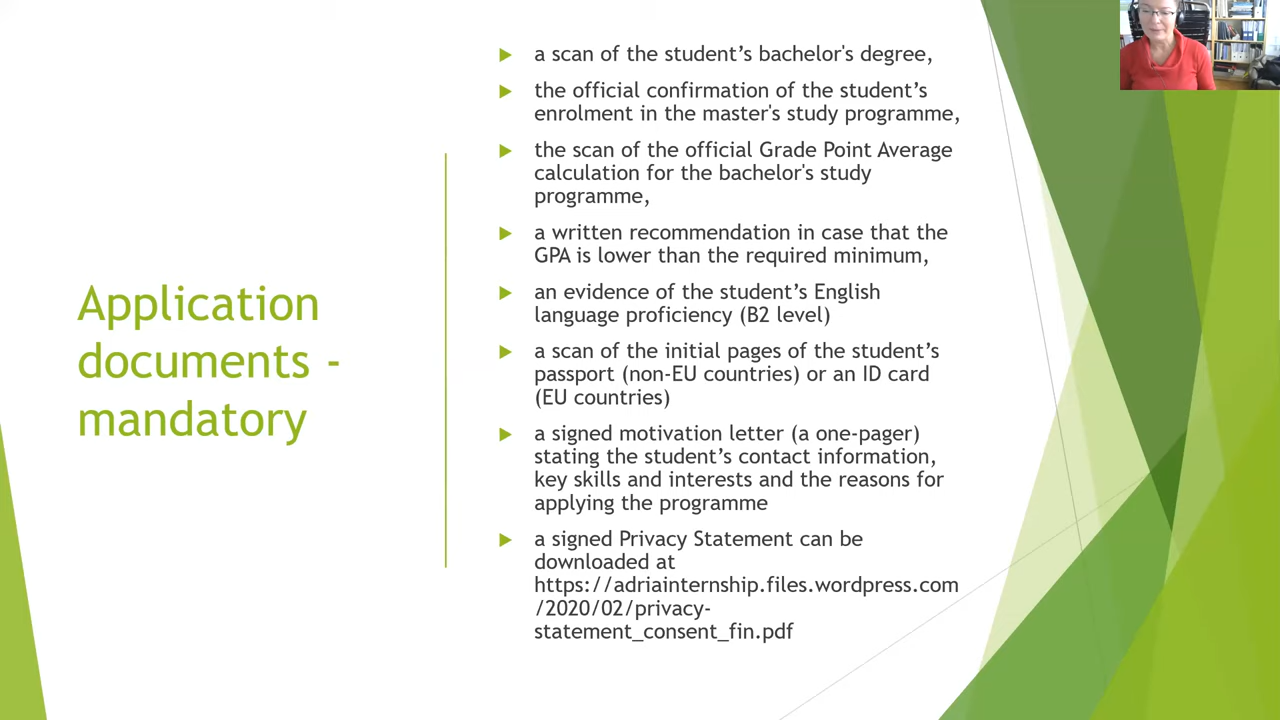 Application
documents -
mandatory
a scan of the student’s bachelor's degree,
the official confirmation of the student’s
enrolment in the master's study programme,
the scan of the official Grade Point Average
calculation for the bachelor's study
programme,
a written recommendation in case that the
GPA is lower than the required minimum,
an evidence of the student’s English
language proficiency (B2 level)
a scan of the initial pages of the student’s
passport (non-EU countries) or an ID card
(EU countries)
a signed motivation letter (a one-pager)
stating the student’s contact information,
key skills and interests and the reasons for
applying the programme
a signed Privacy Statement can be
downloaded at
https://adriainternship.files.wordpress.com
/2020/02/privacy-
statement_consent_fin.pdf